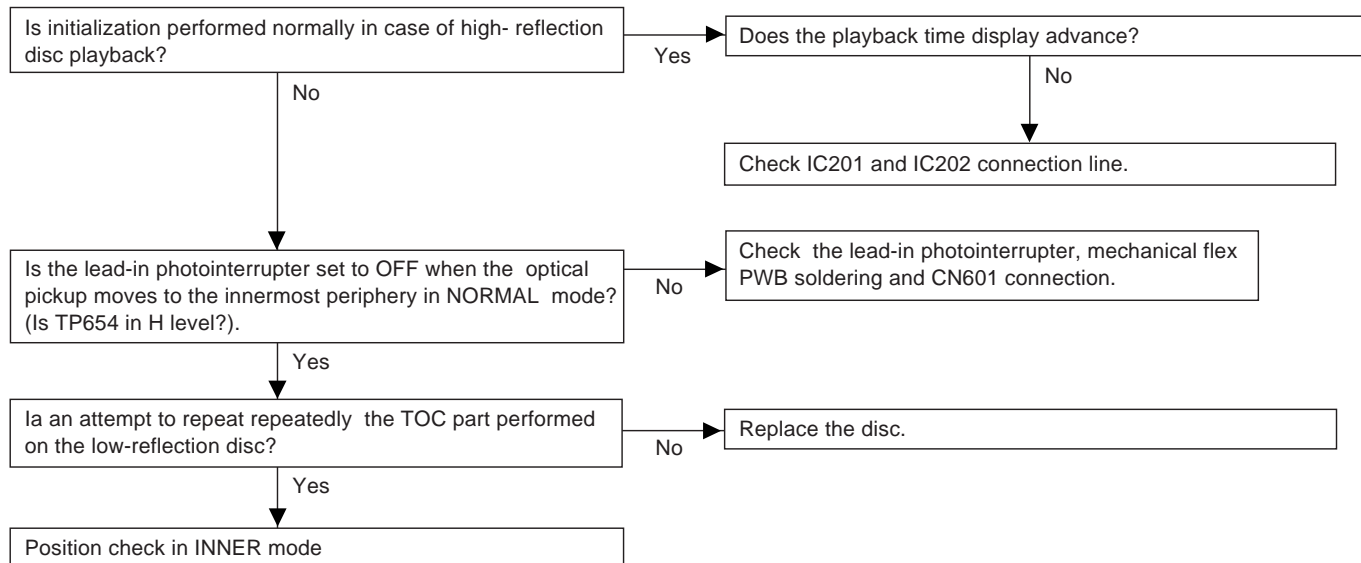 Is initialization performed normally in case of high- reflection
disc playback?
Yes
Does the playback time display advance?
No
No
Check IC201 and IC202 connection line.
Is the lead-in photointerrupter set to OFF when the optical
pickup moves to the innermost periphery in NORMAL mode?
(Is TP654 in H level?).
No
Check the lead-in photointerrupter, mechanical flex
PWB soldering and CN601 connection.
Yes
Ia an attempt to repeat repeatedly the TOC part performed
on the low-reflection disc?
No
Replace the disc.
Yes
Position check in INNER mode